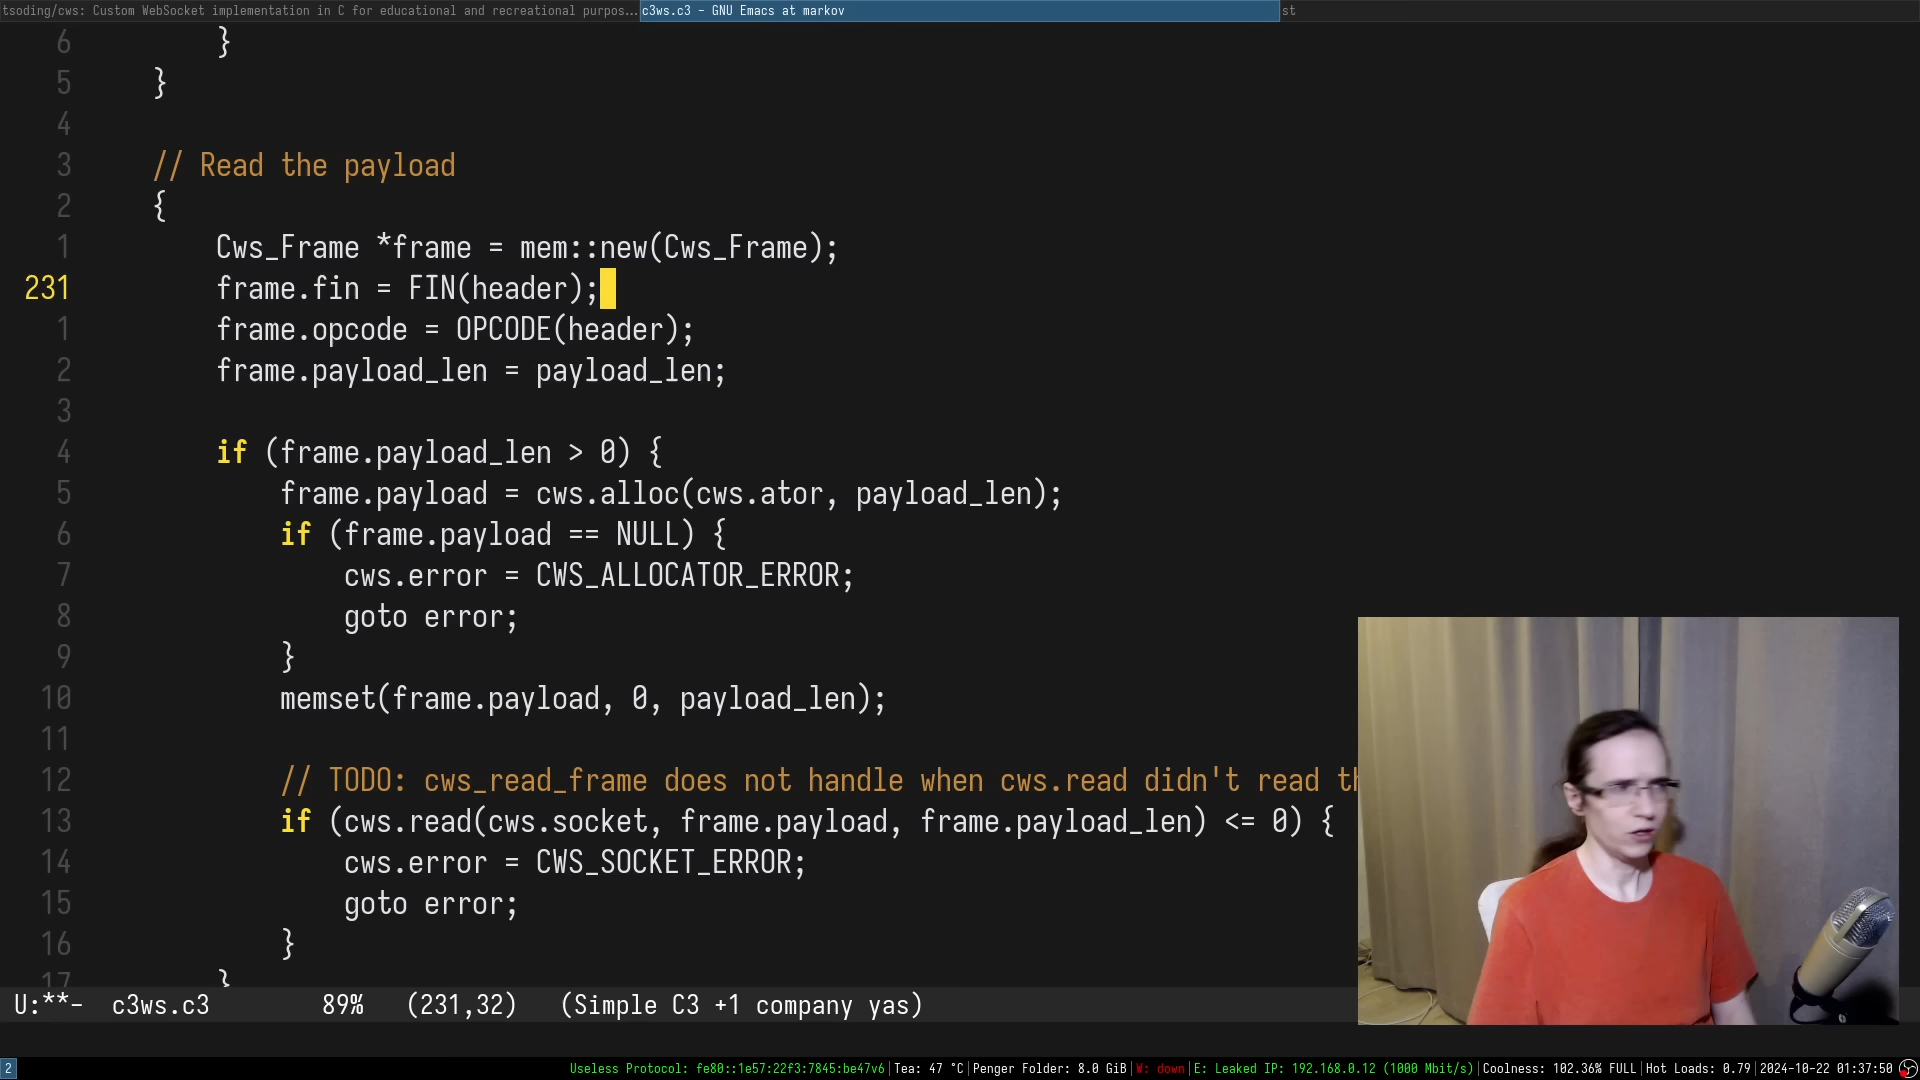 tsoding/cws: Custom WebSocket implementation in C for educational and recreational purpos... c3ws.c3 - GNU Emacs at markov st
6 }
5 }
4
3 // Read the payload
2 {
1 Cws_Frame *frame = mem::new(Cws_Frame);
231 frame.fin = FIN(header);
1 frame.opcode = OPCODE(header);
2 frame.payload_len = payload_len;
3
4 if (frame.payload_len > 0) {
5 frame.payload = cws.alloc(cws.ator, payload_len);
6 if (frame.payload == NULL) {
7 cws.error = CWS_ALLOCATOR_ERROR;
8 goto error;
9 }
10 memset(frame.payload, 0, payload_len);
11
12 // TODO: cws_read_frame does not handle when cws.read didn't read th
13 if (cws.read(cws.socket, frame.payload, frame.payload_len) <= 0) {
14 cws.error = CWS_SOCKET_ERROR;
15 goto error;
16 }
17 }
U:**- c3ws.c3 89% (231,32) (Simple C3 +1 company yas)
2 Useless Protocol: fe80::1e57:22f3:7845:be47v6|Tea: 47 °C|Penger Folder: 8.0 GiB|W: down|E: Leaked IP: 192.168.0.12 (1000 Mbit/s)|Coolness: 102.36% FULL|Hot Loads: 0.79|2024-10-22 01:37:50